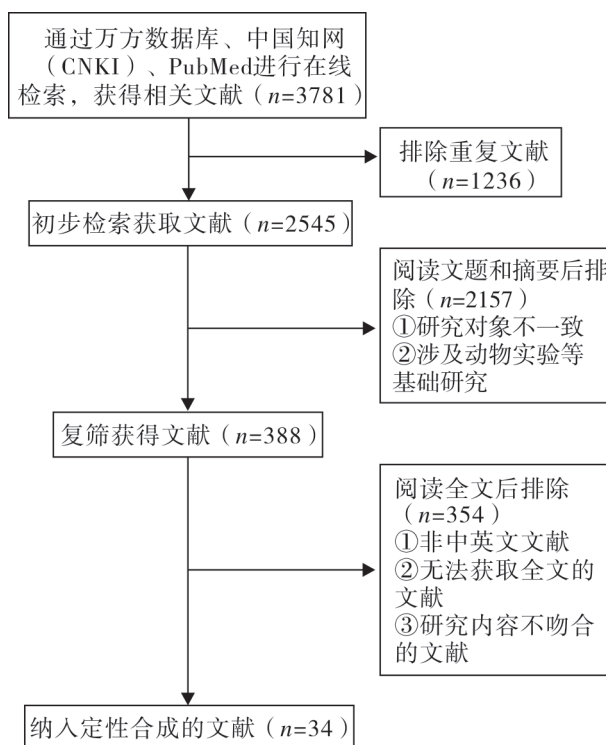 通过万方数据库、中国知网
（CNKI）、PubMed进行在线
检索，获得相关文献（n=3781）
排除重复文献
（n=1236）
初步检索获取文献（n=2545）
阅读文题和摘要后排
除（n=2157）
①研究对象不一致
②涉及动物实验等
基础研究
复筛获得文献（n=388）
阅读全文后排除
（n=354）
①非中英文文献
②无法获取全文的
文献
③研究内容不吻合
的文献
纳入定性合成的文献（n=34）